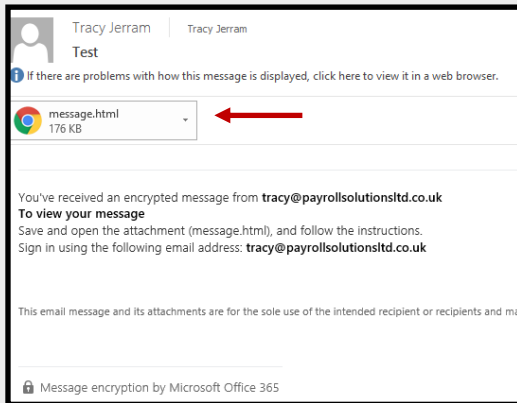 Tracy Jerram Tracy Jerram
Test
If there are problems with how this message is displayed, click here to view it in a web browser.
message.html
176 KB
You've received an encrypted message from tracy@payrollsolutionsltd.co.uk
To view your message
Save and open the attachment (message.html), and follow the instructions.
Sign in using the following email address: tracy@payrollsolutionsltd.co.uk
This email message and its attachments are for the sole use of the intended recipient or recipients and ma
Message encryption by Microsoft Office 365